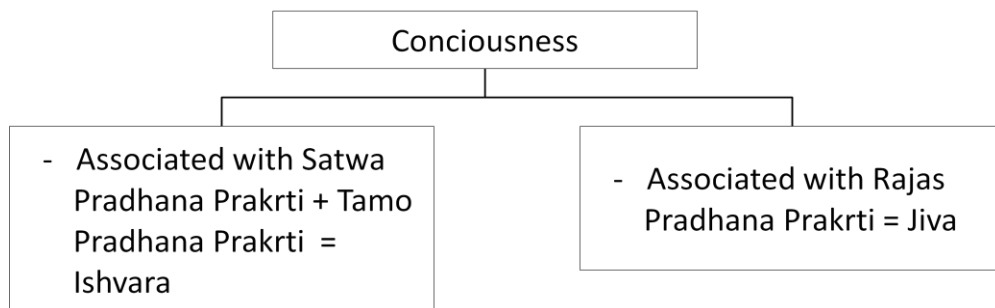 Conciousness
- Associated with Satwa
Pradhana Prakrti + Tamo
Pradhana Prakrti =
Ishvara
- Associated with Rajas
Pradhana Prakrti = Jiva